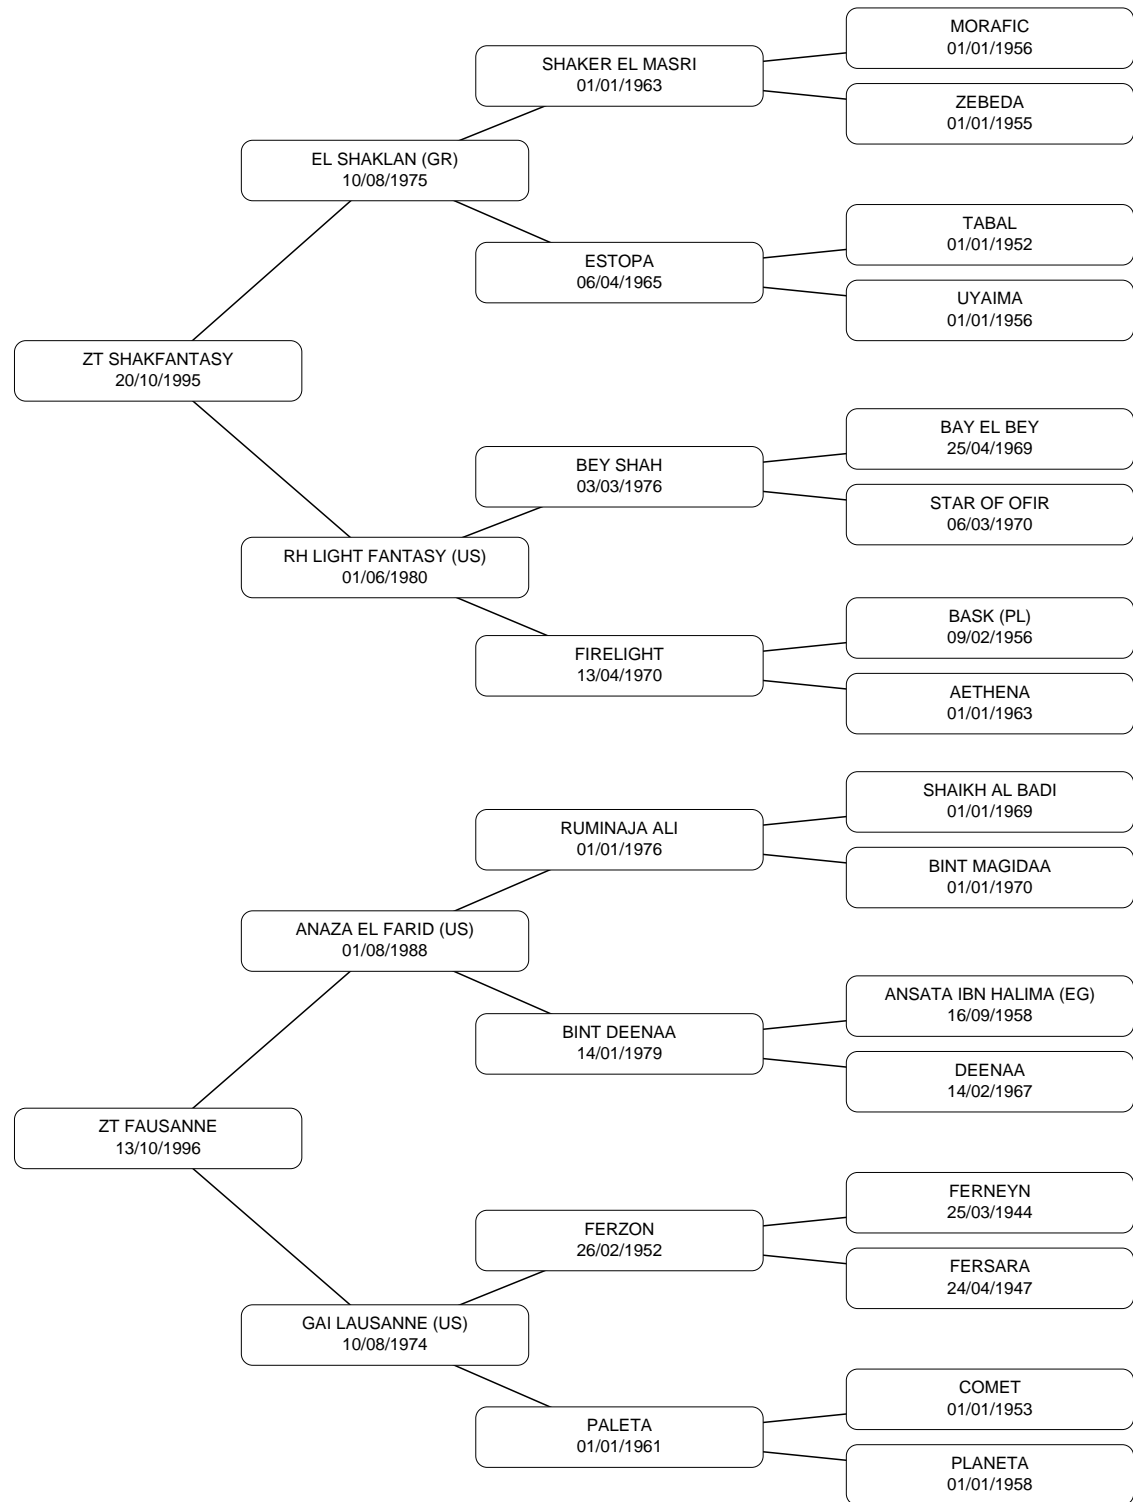 MORAFIC
01/01/1956
SHAKER EL MASRI
01/01/1963
ZEBEDA
01/01/1955
EL SHAKLAN (GR)
10/08/1975
TABAL
01/01/1952
ESTOPA
06/04/1965
UYAIMA
01/01/1956
ZT SHAKFANTASY
20/10/1995
BAY EL BEY
25/04/1969
BEY SHAH
03/03/1976
STAR OF OFIR
06/03/1970
RH LIGHT FANTASY (US)
01/06/1980
BASK (PL)
09/02/1956
FIRELIGHT
13/04/1970
AETHENA
01/01/1963
SHAIKH AL BADI
01/01/1969
RUMINAJA ALI
01/01/1976
BINT MAGIDAA
01/01/1970
ANAZA EL FARID (US)
01/08/1988
ANSATA IBN HALIMA (EG)
16/09/1958
BINT DEENAA
14/01/1979
DEENAA
14/02/1967
ZT FAUSANNE
13/10/1996
FERNEYN
25/03/1944
FERZON
26/02/1952
FERSARA
24/04/1947
GAI LAUSANNE (US)
10/08/1974
COMET
01/01/1953
PALETA
01/01/1961
PLANETA
01/01/1958